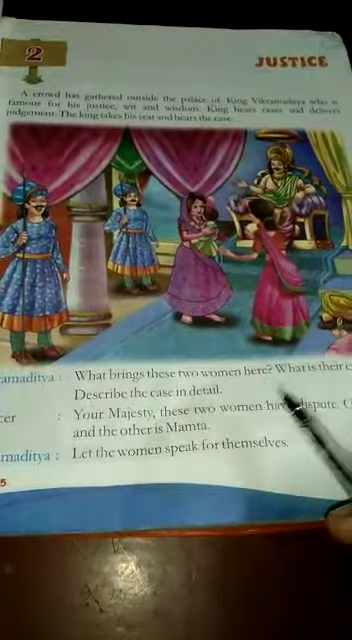 2
JUSTICE
A crowd has gathered outside the palace of King Vikramaditya who is
famous for his justice, wit and wisdom. King hears cases and delivers
judgement. The king takes his seat and hears the case.
amaditya : What brings these two women here? What is their c
Describe the case in detail.
cer : Your Majesty, these two women have dispute. O
and the other is Mamta.
maditya : Let the women speak for themselves.
5